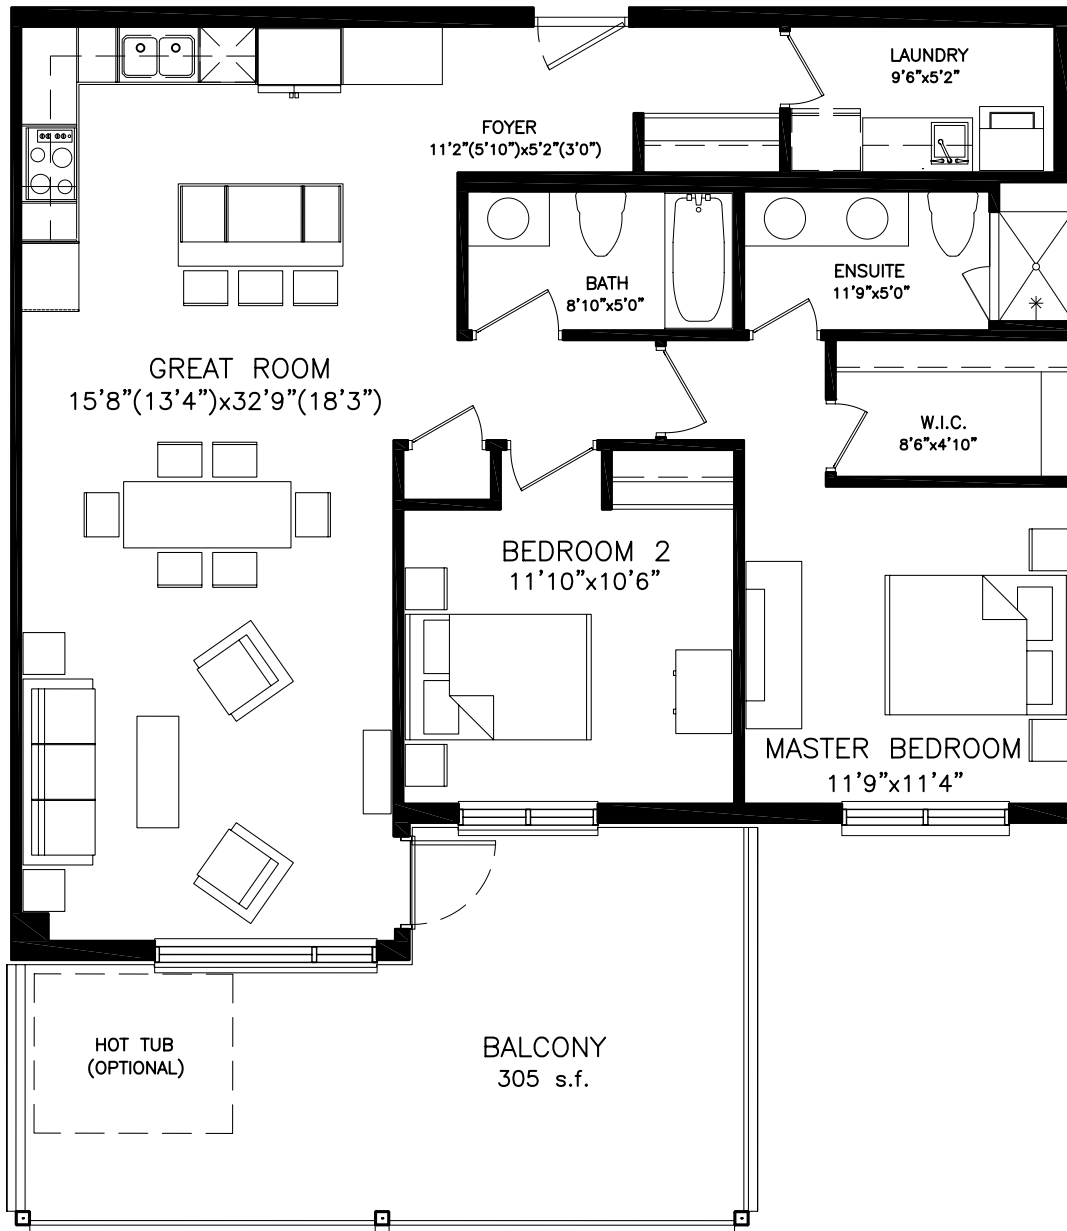 LAUNDRY
9'6"x5'2"
FOYER
11'2"(5'10")x5'2"(3'0")
BATH
8'10"x5'0"
ENSUITE
11'9"x5'0"
GREAT ROOM
15'8"(13'4")x32'9"(18'3")
W.I.C.
8'6"x4'10"
BEDROOM 2
11'10"x10'6"
MASTER BEDROOM
11'9"x11'4"
HOT TUB
(OPTIONAL)
BALCONY
305 s.f.